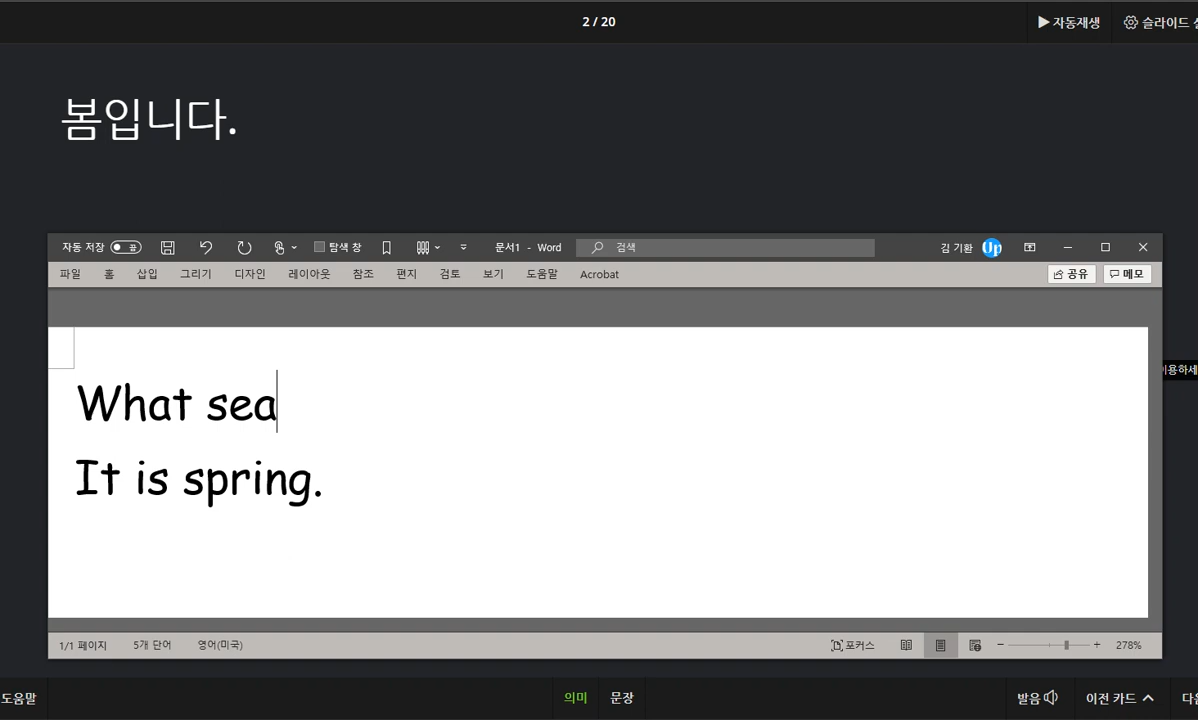 2 / 20
자동재생
슬라이드
봄입니다.
자동 저장
탐색 창
문서1 - Word
검색
김 기환
Up
파일 홈 삽입 그리기 디자인 레이아웃 참조 편지 검토 보기 도움말 Acrobat
공유
메모
이용하세
What sea
It is spring.
1/1 페이지 5개 단어 영어(미국)
포커스
278%
도움말
의미
문장
발음
이전 카드